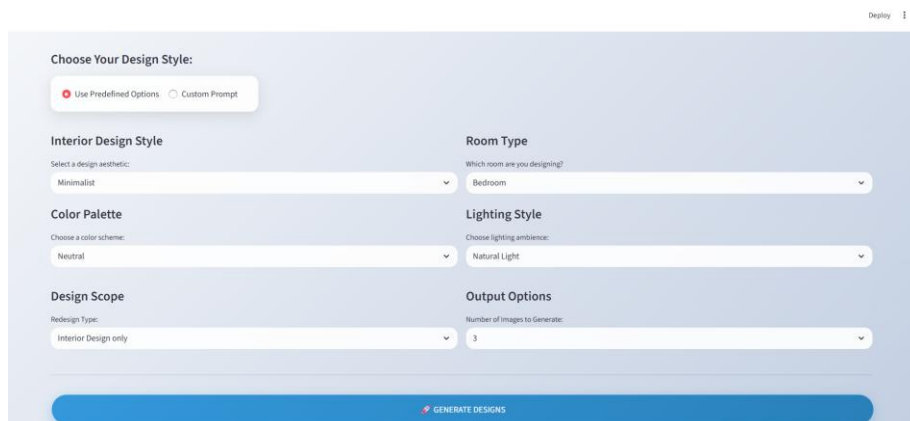 Deploy
Choose Your Design Style:
Use Predefined Options Custom Prompt
Interior Design Style
Room Type
Select a design aesthetic:
Which room are you designing?
Minimalist
Bedroom
Color Palette
Lighting Style
Choose a color scheme:
Choose lighting ambience:
Neutral
Natural Light
Design Scope
Output Options
Redesign Type:
Number of Images to Generate:
Interior Design only
3
GENERATE DESIGNS